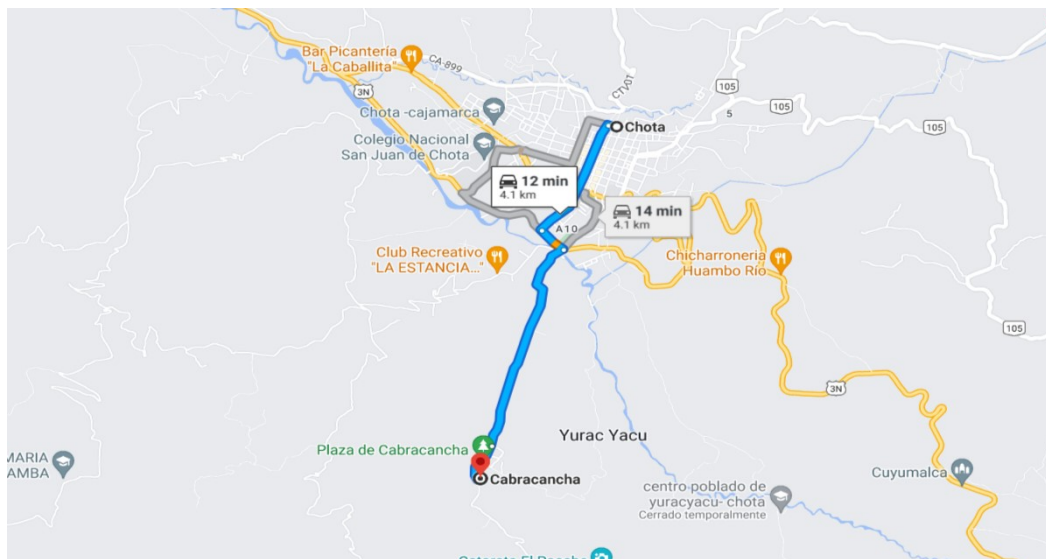 Bar Picantería
"La Caballita"
CA-899
3N
CTV01
105
5
105
105
Chota -cajamarca
Chota
Colegio Nacional
San Juan de Chota
12 min
4.1 km
14 min
4.1 km
A10
Club Recreativo
"LA ESTANCIA..."
Chicharroneria
Huambo Río
105
3N
Yurac Yacu
Plaza de Cabracancha
MARIA
AMBA
Cabracancha
Cuyumalca
centro poblado de
yuracyacu- chota
Cerrado temporalmente